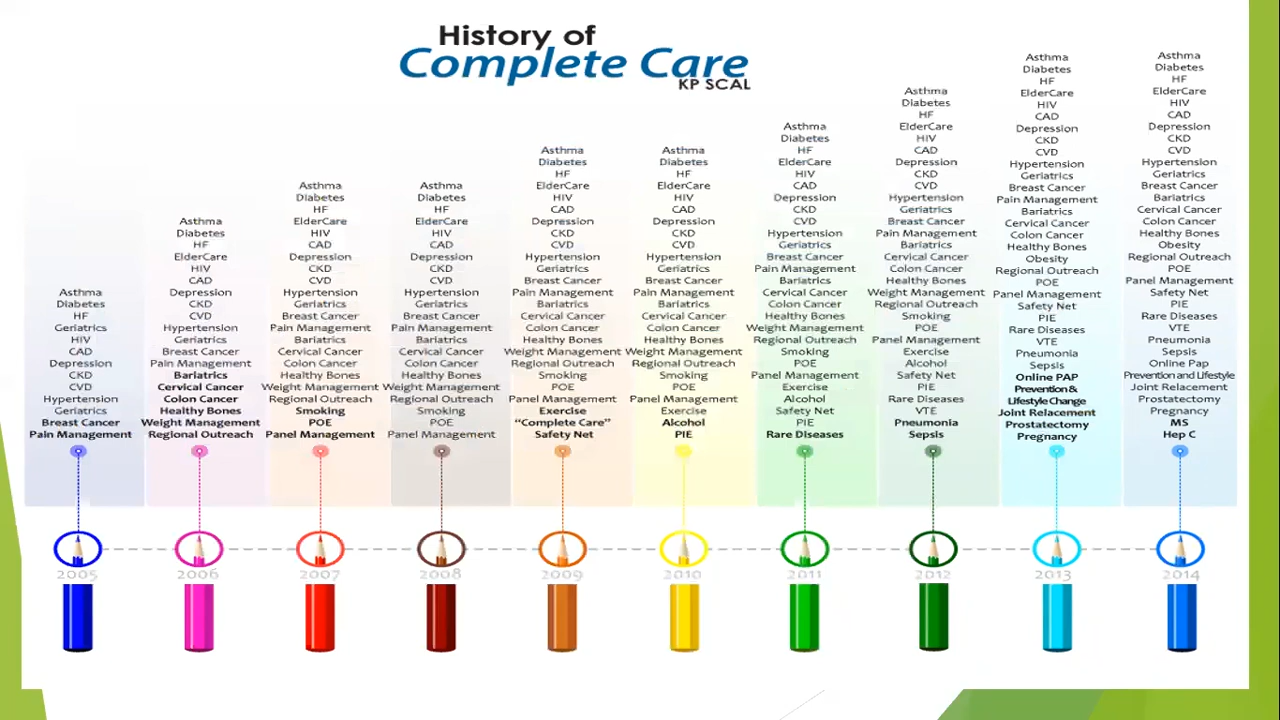 History of
Complete Care
KP SCAL
Asthma
Diabetes
HF
Geriatrics
HIV
CAD
Depression
CKD
CVD
Hypertension
Geriatrics
Breast Cancer
Pain Management
2005
Asthma
Diabetes
HF
ElderCare
HIV
CAD
Depression
CKD
CVD
Hypertension
Geriatrics
Breast Cancer
Pain Management
Bariatrics
Cervical Cancer
Colon Cancer
Healthy Bones
Weight Management
Regional Outreach
2006
Asthma
Diabetes
HF
ElderCare
HIV
CAD
Depression
CKD
CVD
Hypertension
Geriatrics
Breast Cancer
Pain Management
Bariatrics
Cervical Cancer
Colon Cancer
Healthy Bones
Weight Management
Regional Outreach
Smoking
POE
Panel Management
2007
Asthma
Diabetes
HF
ElderCare
HIV
CAD
Depression
CKD
CVD
Hypertension
Geriatrics
Breast Cancer
Pain Management
Bariatrics
Cervical Cancer
Colon Cancer
Healthy Bones
Weight Management
Regional Outreach
Smoking
POE
Panel Management
2008
Asthma
Diabetes
HF
ElderCare
HIV
CAD
Depression
CKD
CVD
Hypertension
Geriatrics
Breast Cancer
Pain Management
Bariatrics
Cervical Cancer
Colon Cancer
Healthy Bones
Weight Management
Regional Outreach
Smoking
POE
Panel Management
Exercise
“Complete Care”
Safety Net
2009
Asthma
Diabetes
HF
ElderCare
HIV
CAD
Depression
CKD
CVD
Hypertension
Geriatrics
Breast Cancer
Pain Management
Bariatrics
Cervical Cancer
Colon Cancer
Healthy Bones
Weight Management
Regional Outreach
Smoking
POE
Panel Management
Exercise
Alcohol
PIE
2010
Asthma
Diabetes
HF
ElderCare
HIV
CAD
Depression
CKD
CVD
Hypertension
Geriatrics
Breast Cancer
Pain Management
Bariatrics
Cervical Cancer
Colon Cancer
Healthy Bones
Weight Management
Regional Outreach
Smoking
POE
Panel Management
Exercise
Alcohol
Safety Net
PIE
Rare Diseases
2011
Asthma
Diabetes
HF
ElderCare
HIV
CAD
Depression
CKD
CVD
Hypertension
Geriatrics
Breast Cancer
Pain Management
Bariatrics
Cervical Cancer
Colon Cancer
Healthy Bones
Weight Management
Regional Outreach
Smoking
POE
Panel Management
Exercise
Alcohol
Safety Net
PIE
Rare Diseases
VTE
Pneumonia
Sepsis
2012
Asthma
Diabetes
HF
ElderCare
HIV
CAD
Depression
CKD
CVD
Hypertension
Geriatrics
Breast Cancer
Pain Management
Bariatrics
Cervical Cancer
Colon Cancer
Healthy Bones
Obesity
Regional Outreach
POE
Panel Management
Safety Net
PIE
Rare Diseases
VTE
Pneumonia
Sepsis
Online PAP
Prevention &
Lifestyle Change
Joint Relacement
Prostatectomy
Pregnancy
2013
Asthma
Diabetes
HF
ElderCare
HIV
CAD
Depression
CKD
CVD
Hypertension
Geriatrics
Breast Cancer
Bariatrics
Cervical Cancer
Colon Cancer
Healthy Bones
Obesity
Regional Outreach
POE
Panel Management
Safety Net
PIE
Rare Diseases
VTE
Pneumonia
Sepsis
Online Pap
Prevention and Lifestyle
Joint Relacement
Prostatectomy
Pregnancy
MS
Hep C
2014